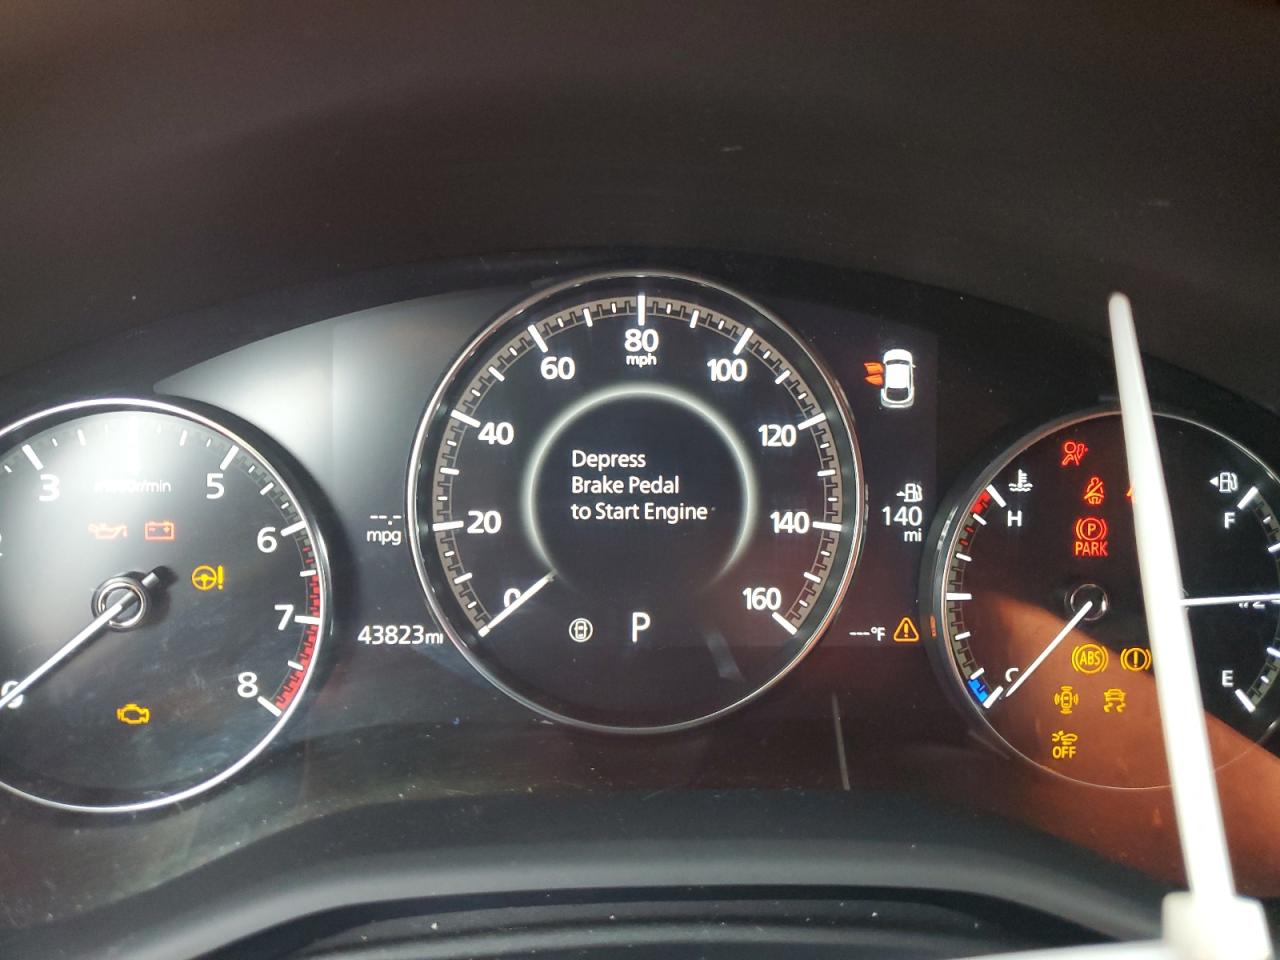 3
5
6
7
8
x1000r/min
--.-
mpg
43823mi
0
20
40
60
80
mph
100
120
140
160
Depress
Brake Pedal
to Start Engine
P
140
mi
---°F
H
C
P
PARK
ABS
OFF
F
E